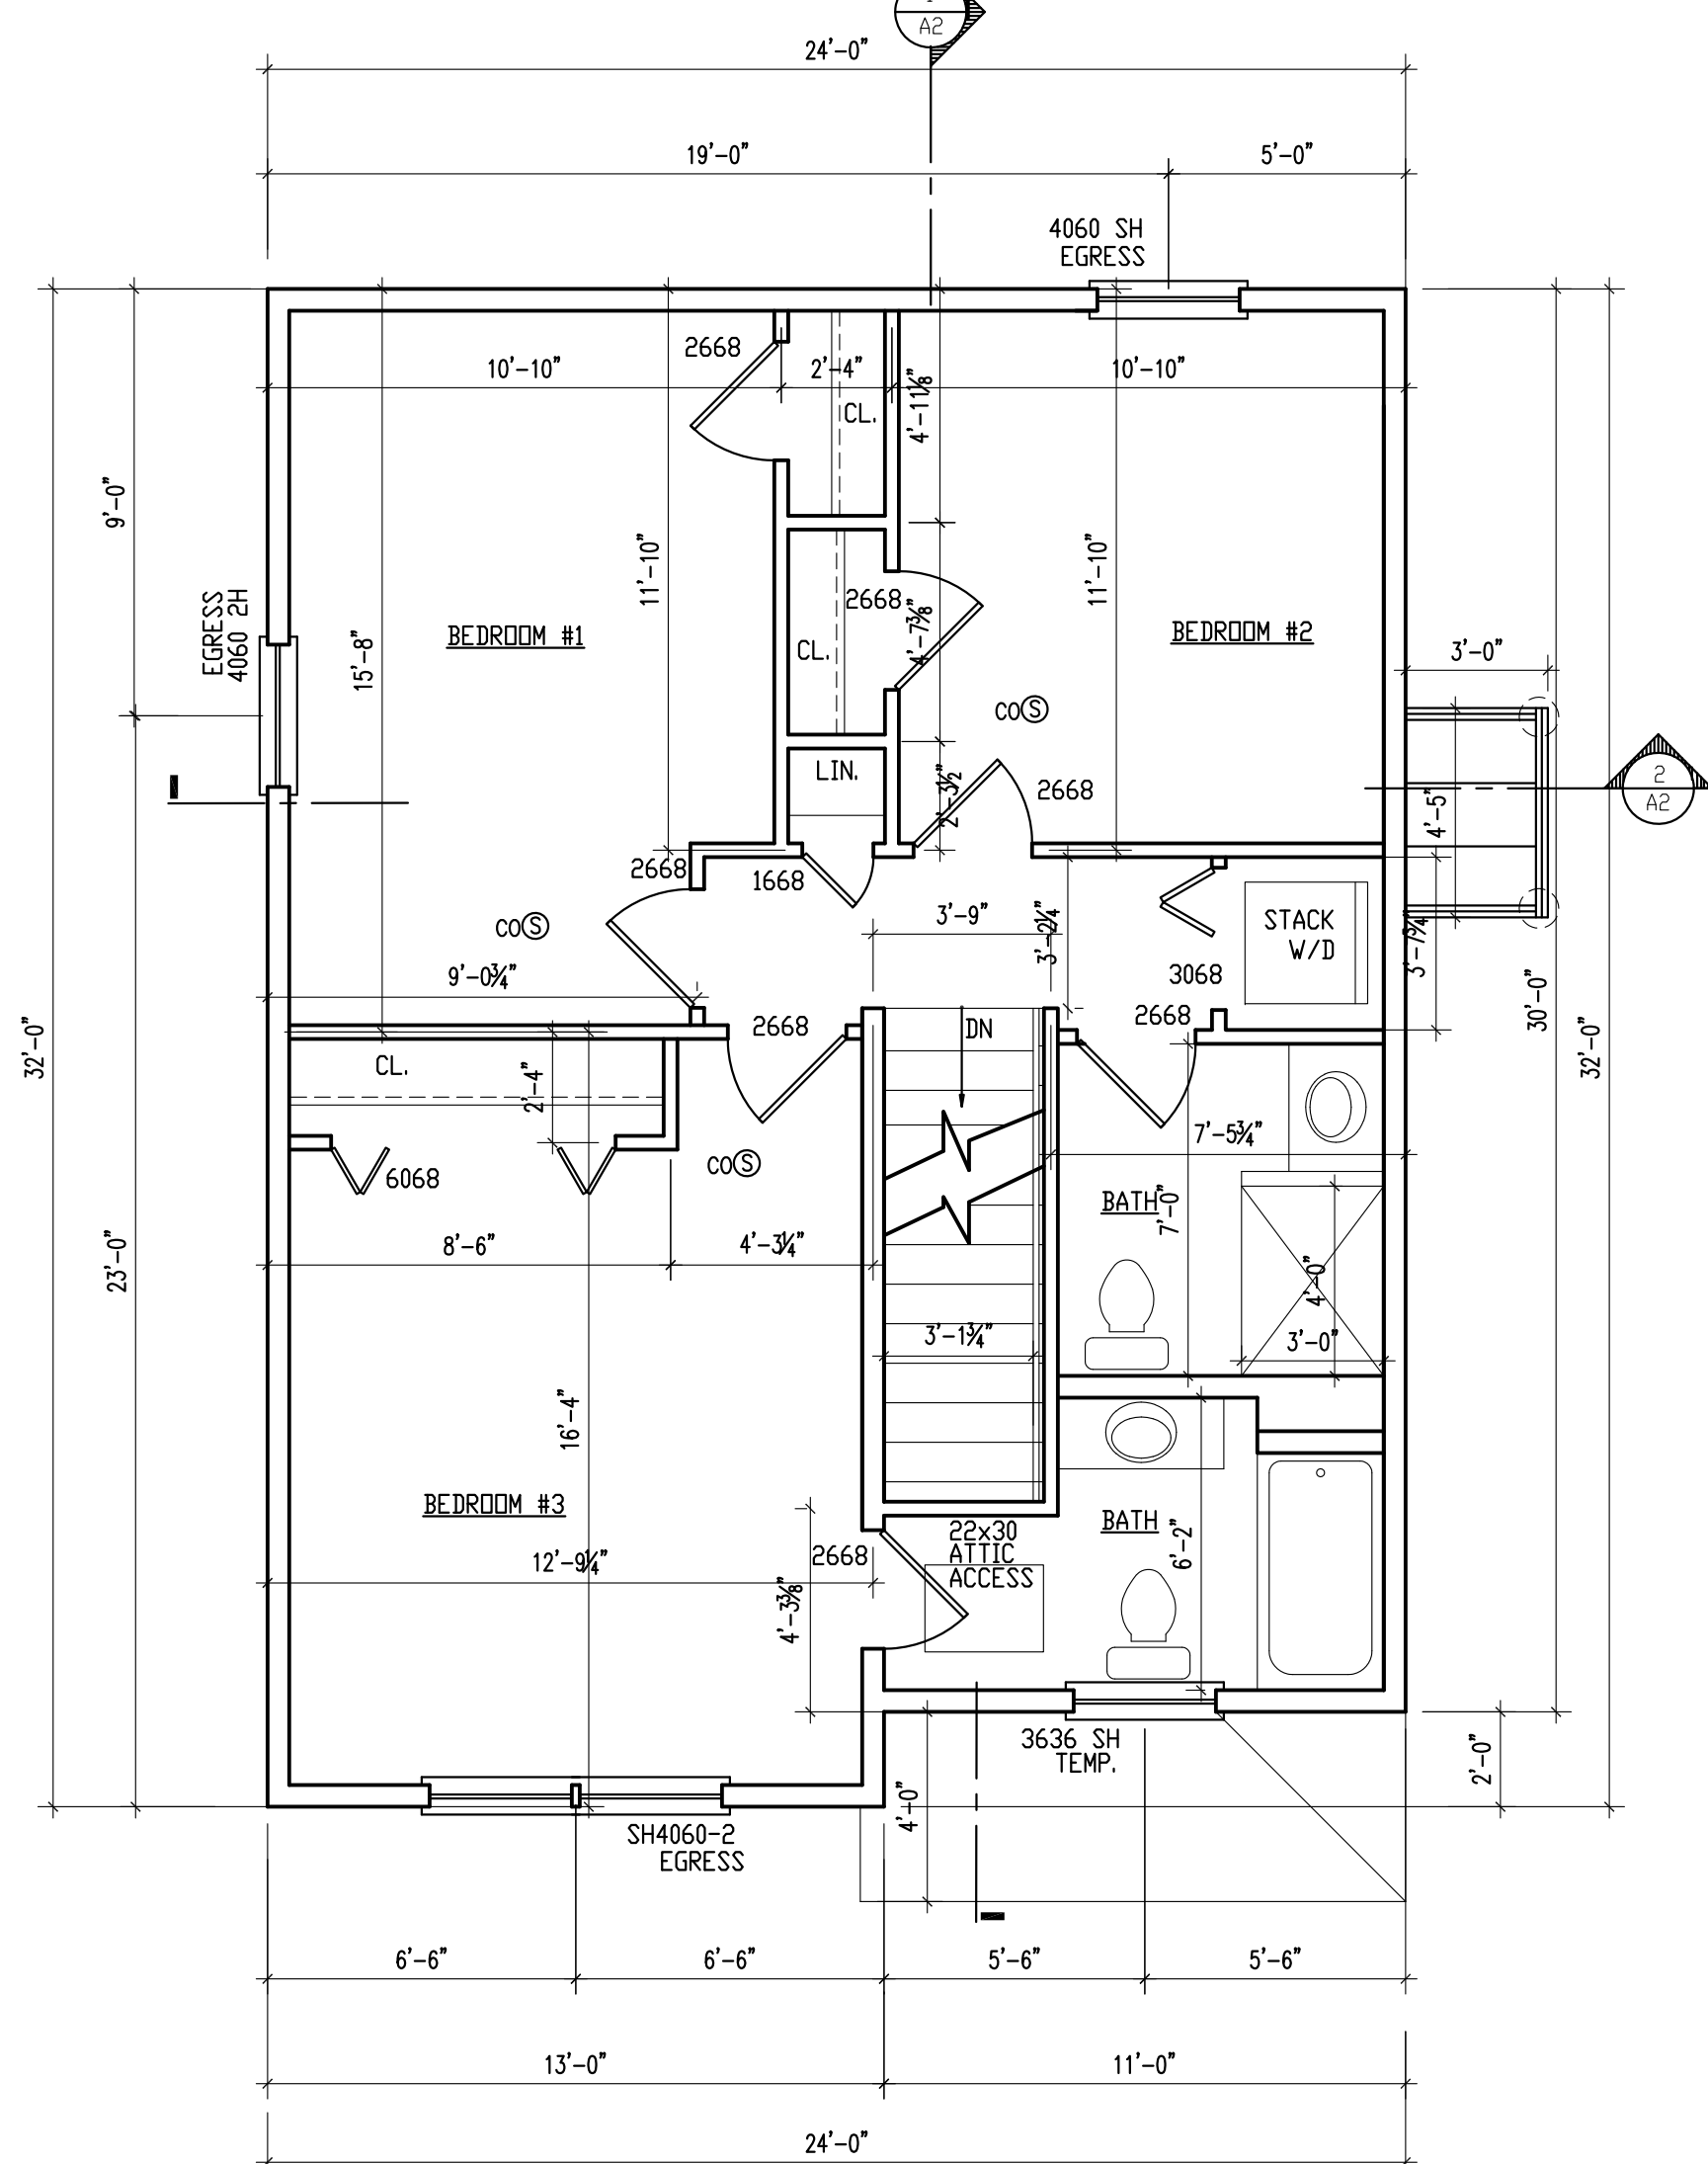 A2
24'-0"
19'-0"
5'-0"
4060 SH
EGRESS
2668
10'-10"
2'-4"
10'-10"
4'-11⅛"
CL.
9'-0"
11'-10"
11'-10"
EGRESS
4060 2H
2668
4'-7⅜"
15'-8"
BEDROOM #1
BEDROOM #2
CL.
3'-0"
CO Ⓢ
LIN.
2'-3½"
2668
2
A2
4'-5"
2668
1668
CO Ⓢ
3'-9"
3'-2¼"
STACK
W/D
3'-7¾"
9'-0¾"
3068
30'-0"
2668
DN
2668
32'-0"
32'-0"
CL.
2'-4"
7'-5¾"
CO Ⓢ
6068
BATH
7'-0"
8'-6"
4'-3¼"
23'-0"
4'-0"
3'-1¾"
3'-0"
16'-4"
BEDROOM #3
22x30
ATTIC
ACCESS
BATH
6'-2"
12'-9¼"
2668
4'-3⅜"
3636 SH
TEMP.
2'-0"
4'-0"
SH4060-2
EGRESS
6'-6"
6'-6"
5'-6"
5'-6"
13'-0"
11'-0"
24'-0"